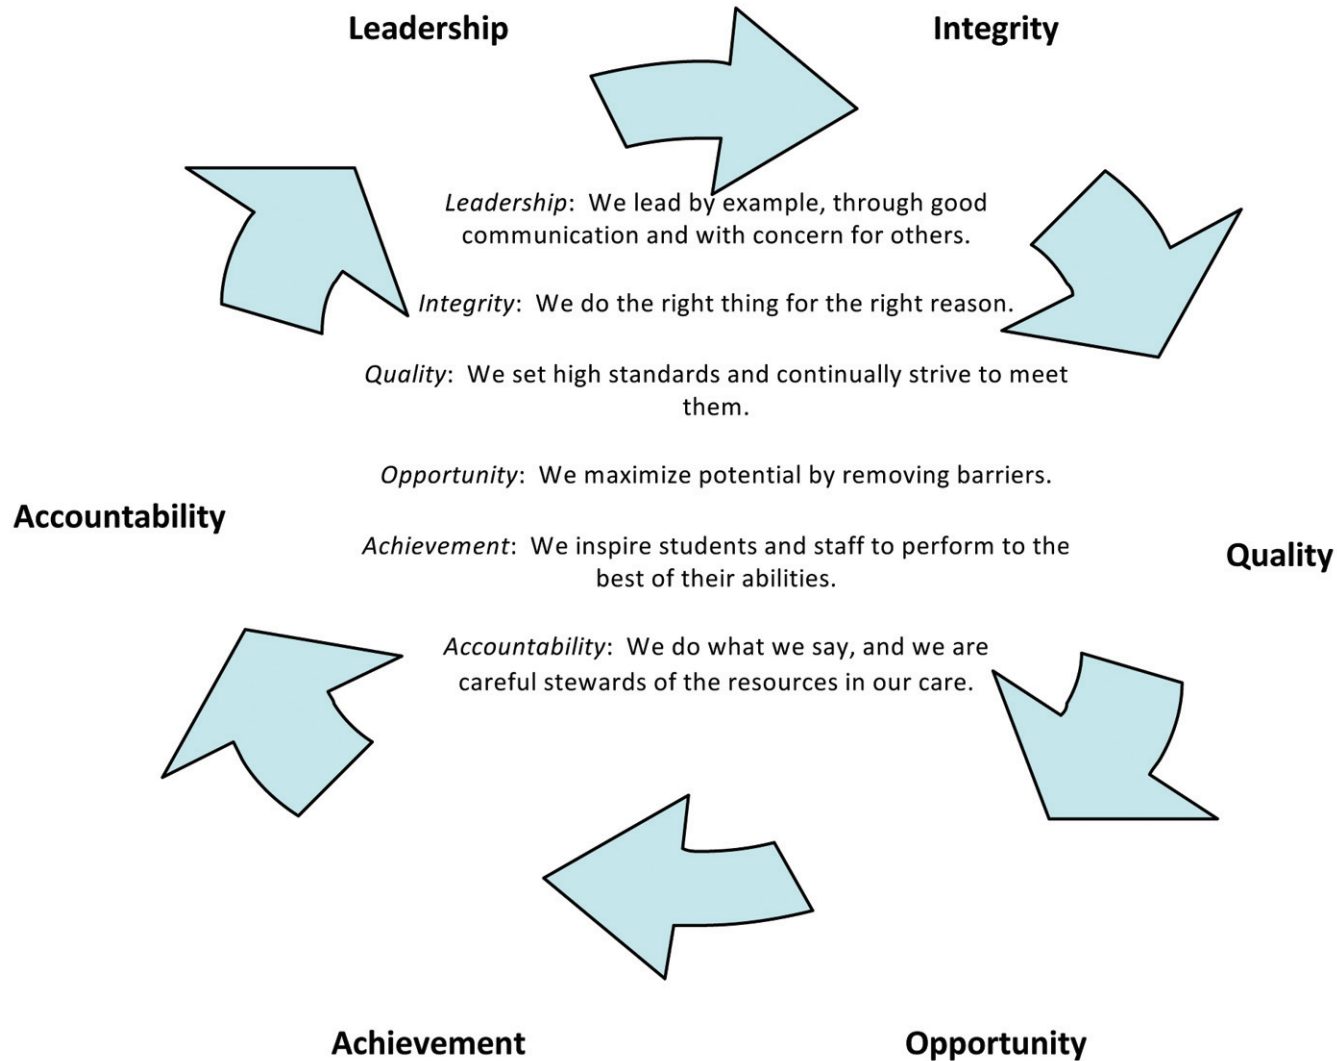 Leadership
Integrity
Leadership: We lead by example, through good
communication and with concern for others.
Integrity: We do the right thing for the right reason.
Quality: We set high standards and continually strive to meet
them.
Opportunity: We maximize potential by removing barriers.
Accountability
Achievement: We inspire students and staff to perform to the
best of their abilities.
Quality
Accountability: We do what we say, and we are
careful stewards of the resources in our care.
Achievement
Opportunity